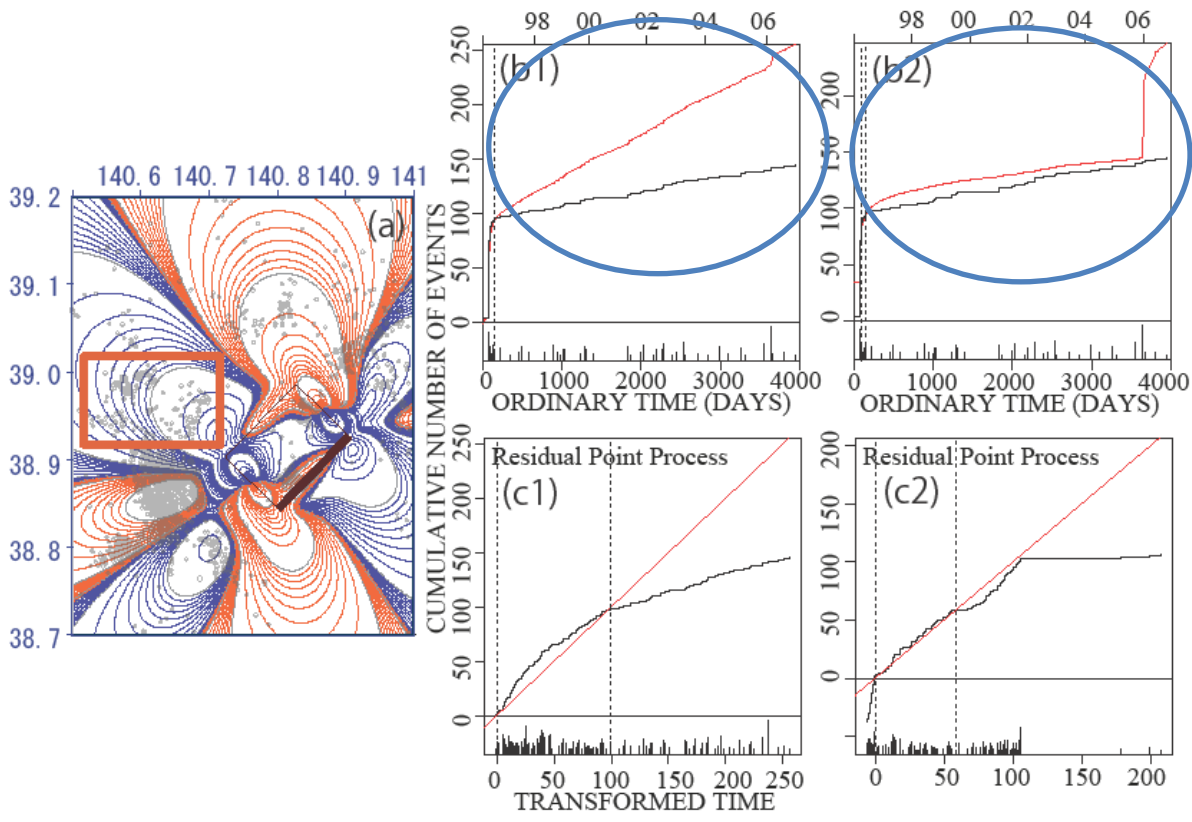 140.6 140.7 140.8 140.9 141
39.2
39.1
39.0
38.9
38.8
38.7
(a)
98 00 02 04 06
(b1)
250
200
150
100
50
0
0 1000 2000 3000 4000
ORDINARY TIME (DAYS)
98 00 02 04 06
(b2)
200
150
100
50
0
0 1000 2000 3000 4000
ORDINARY TIME (DAYS)
CUMULATIVE NUMBER OF EVENTS
Residual Point Process
(c1)
250
200
150
100
50
0
0 50 100 150 200 250
TRANSFORMED TIME
Residual Point Process
(c2)
200
150
100
50
0
0 50 100 150 200